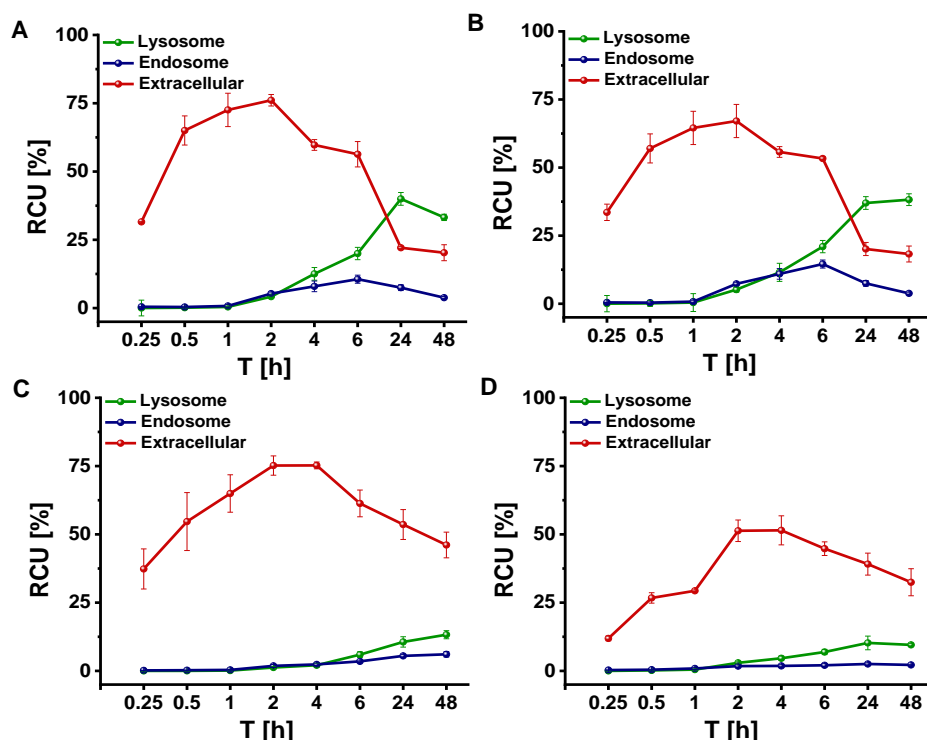 A
Lysosome
Endosome
Extracellular
RCU [%]
100
75
50
25
0
0.25 0.5 1 2 4 6 24 48
T [h]
B
Lysosome
Endosome
Extracellular
RCU [%]
100
75
50
25
0
0.25 0.5 1 2 4 6 24 48
T [h]
C
Lysosome
Endosome
Extracellular
RCU [%]
100
75
50
25
0
0.25 0.5 1 2 4 6 24 48
T [h]
D
Lysosome
Endosome
Extracellular
RCU [%]
100
75
50
25
0
0.25 0.5 1 2 4 6 24 48
T [h]